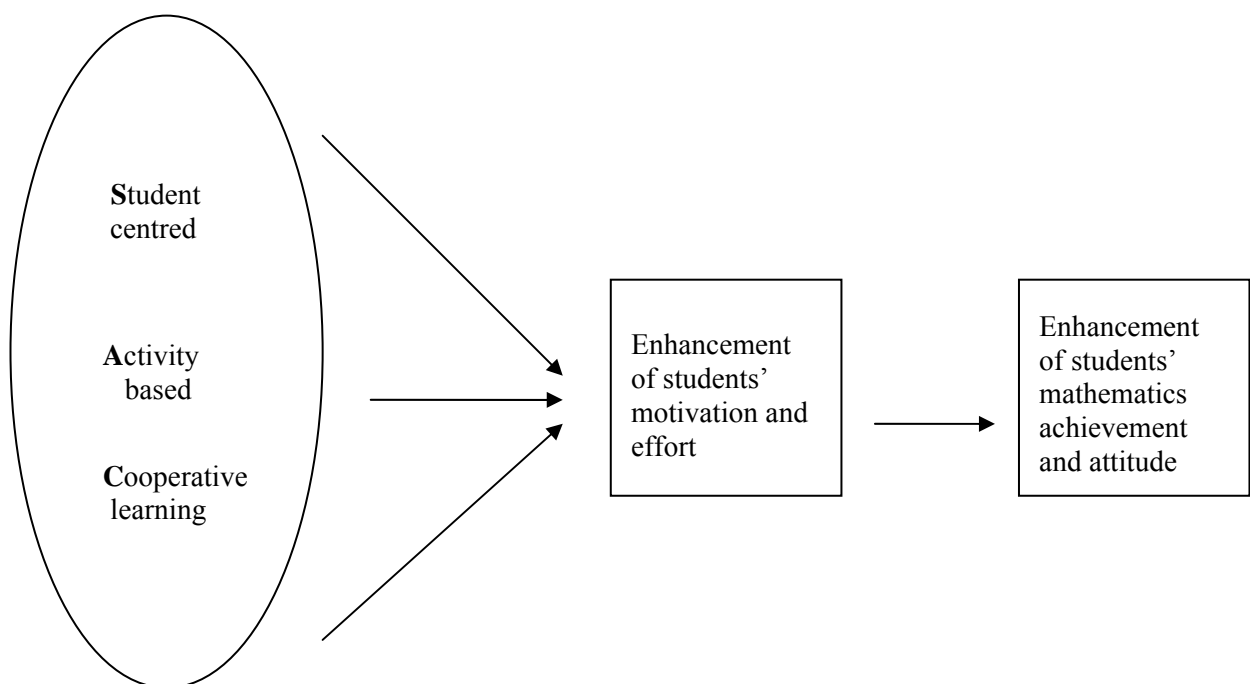 Student
centred
Activity
based
Cooperative
learning
Enhancement
of students’
motivation and
effort
Enhancement
of students’
mathematics
achievement
and attitude